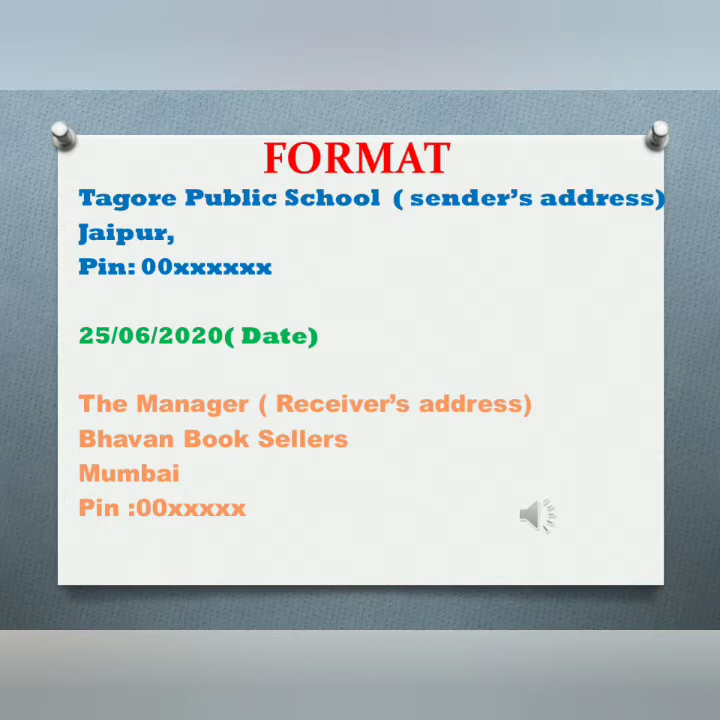 FORMAT
Tagore Public School ( sender's address)
Jaipur,
Pin: 00xxxxxx
25/06/2020( Date)
The Manager ( Receiver's address)
Bhavan Book Sellers
Mumbai
Pin :00xxxxx